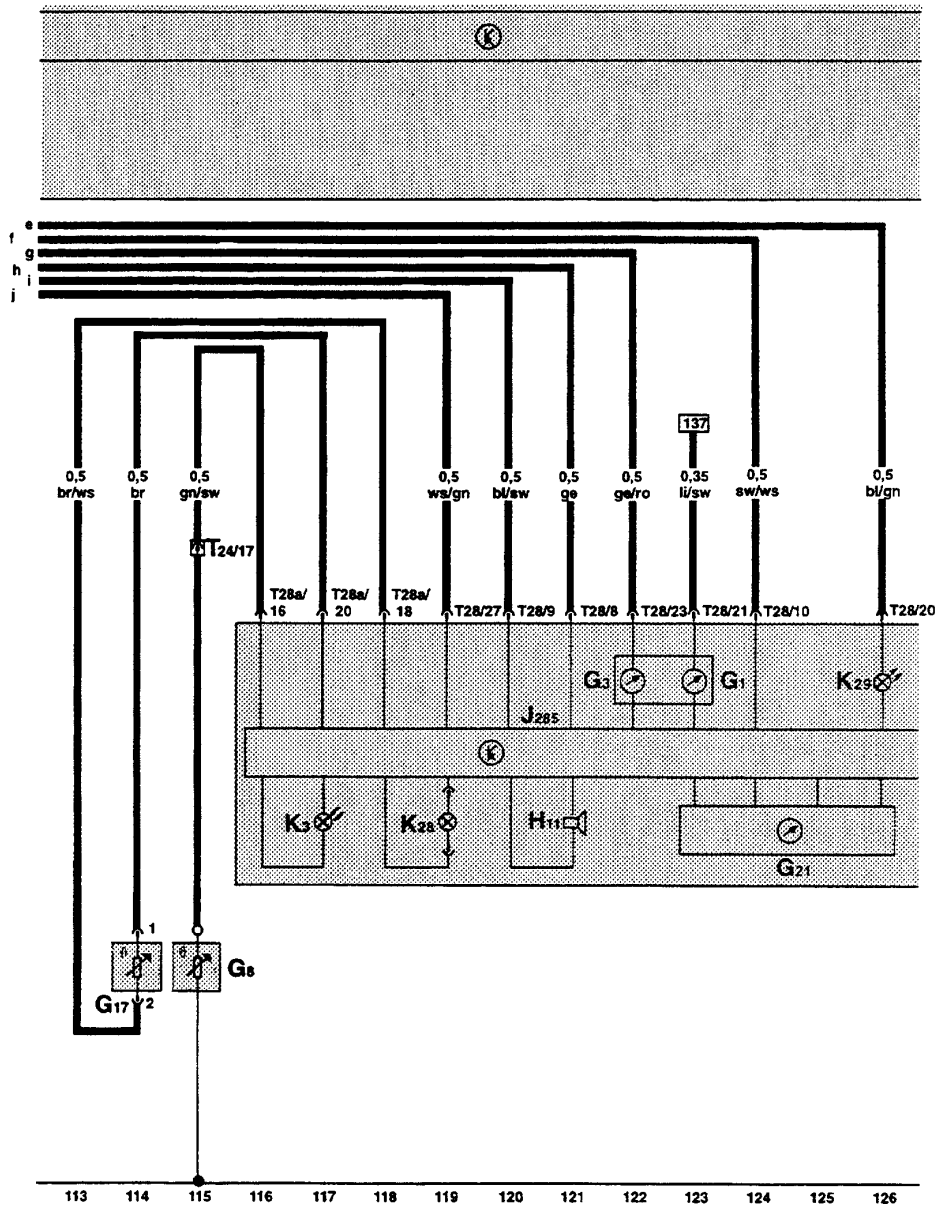 K
e
f
g
h
i
j
137
0,5 0,5 0,5 0,5 0,5 0,5 0,5 0,35 0,5 0,5
br/ws br gn/sw ws/gn bl/sw ge ge/ro li/sw sw/ws bl/gn
T24/17
T28a/ T28a/ T28a/
16 20 18 T28/27 T28/9 T28/8 T28/23 T28/21 T28/10 T28/20
G3 G1 K29
J285
K
K3 K28 H11
G21
1
G8
G17 2
113 114 115 116 117 118 119 120 121 122 123 124 125 126